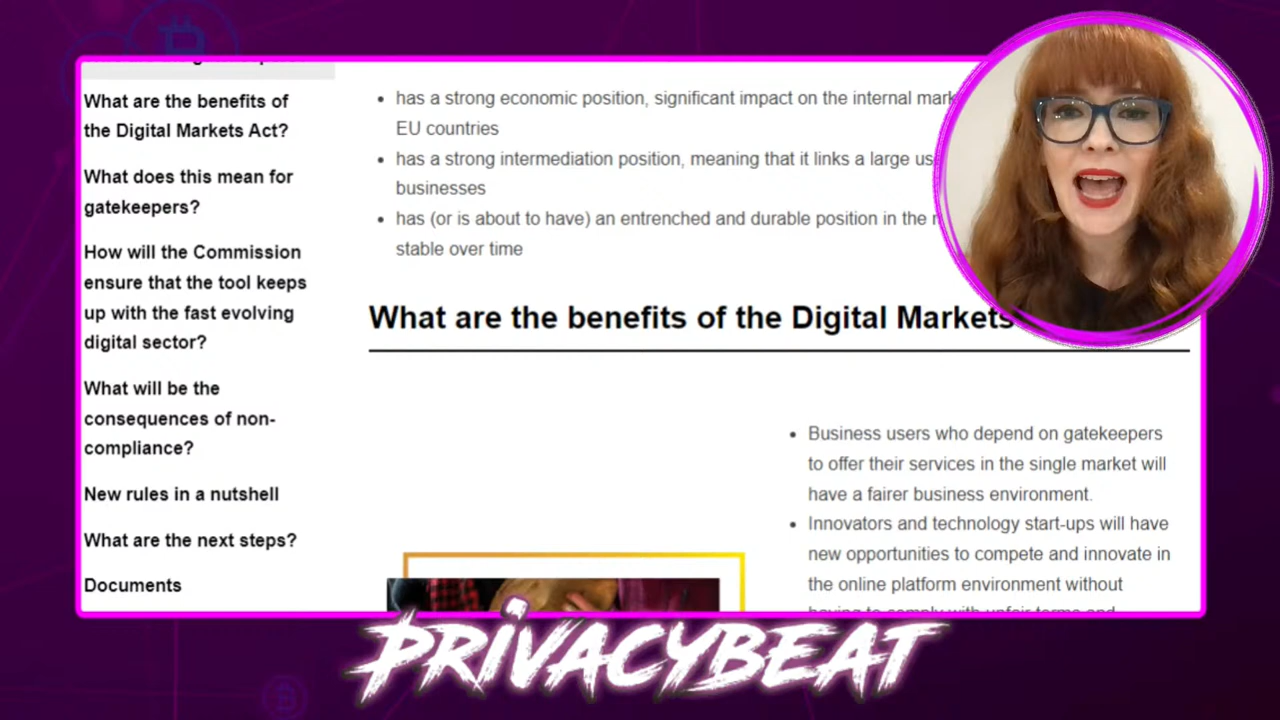 What are the benefits of
the Digital Markets Act?
What does this mean for
gatekeepers?
How will the Commission
ensure that the tool keeps
up with the fast evolving
digital sector?
What will be the
consequences of non-
compliance?
New rules in a nutshell
What are the next steps?
Documents
has a strong economic position, significant impact on the internal
EU countries
has a strong intermediation position, meaning that it links a large
businesses
has (or is about to have) an entrenched and durable position in the
stable over time
What are the benefits of the Digital Markets
Business users who depend on gatekeepers
to offer their services in the single market will
have a fairer business environment.
Innovators and technology start-ups will have
new opportunities to compete and innovate in
the online platform environment without
having to comply with unfair terms and
PRIVACYBEAT